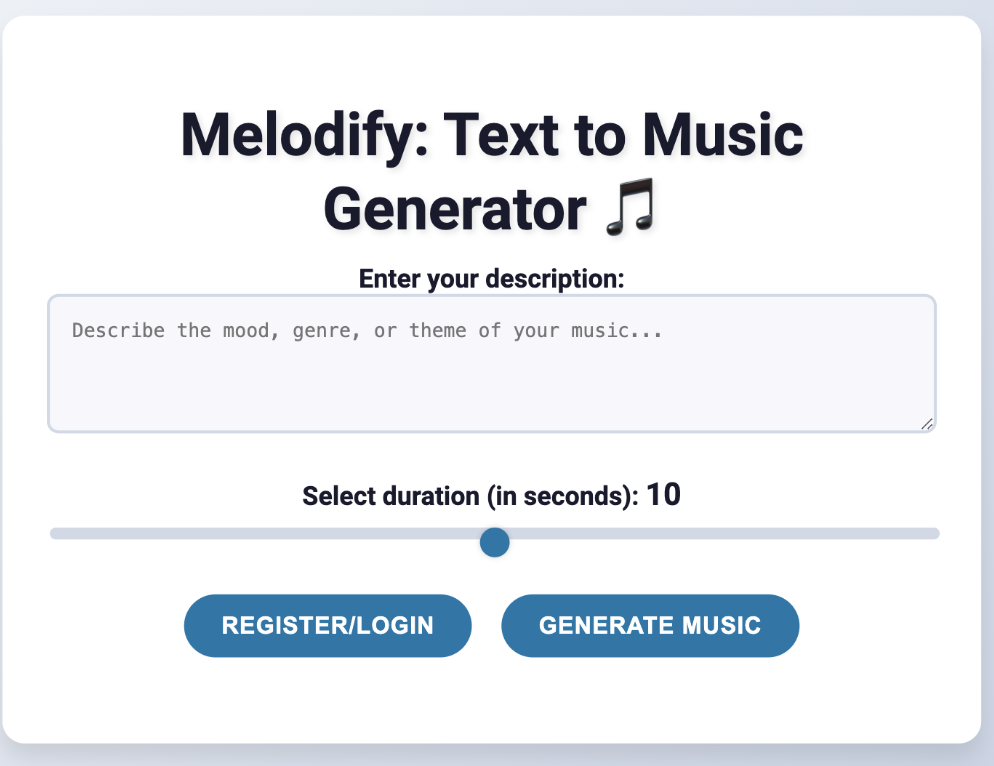 Melodify: Text to Music
Generator 🎵
Enter your description:
Describe the mood, genre, or theme of your music...
Select duration (in seconds): 10
REGISTER/LOGIN
GENERATE MUSIC